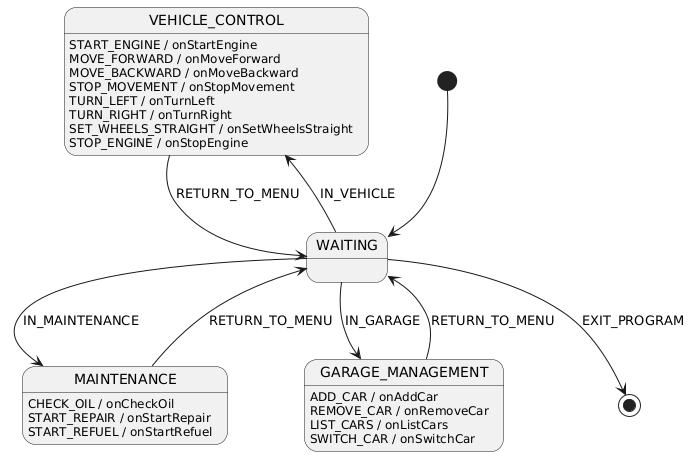 VEHICLE_CONTROL
START_ENGINE / onStartEngine
MOVE_FORWARD / onMoveForward
MOVE_BACKWARD / onMoveBackward
STOP_MOVEMENT / onStopMovement
TURN_LEFT / onTurnLeft
TURN_RIGHT / onTurnRight
SET_WHEELS_STRAIGHT / onSetWheelsStraight
STOP_ENGINE / onStopEngine
RETURN_TO_MENU
IN_VEHICLE
WAITING
IN_MAINTENANCE
RETURN_TO_MENU
IN_GARAGE
RETURN_TO_MENU
EXIT_PROGRAM
MAINTENANCE
CHECK_OIL / onCheckOil
START_REPAIR / onStartRepair
START_REFUEL / onStartRefuel
GARAGE_MANAGEMENT
ADD_CAR / onAddCar
REMOVE_CAR / onRemoveCar
LIST_CARS / onListCars
SWITCH_CAR / onSwitchCar